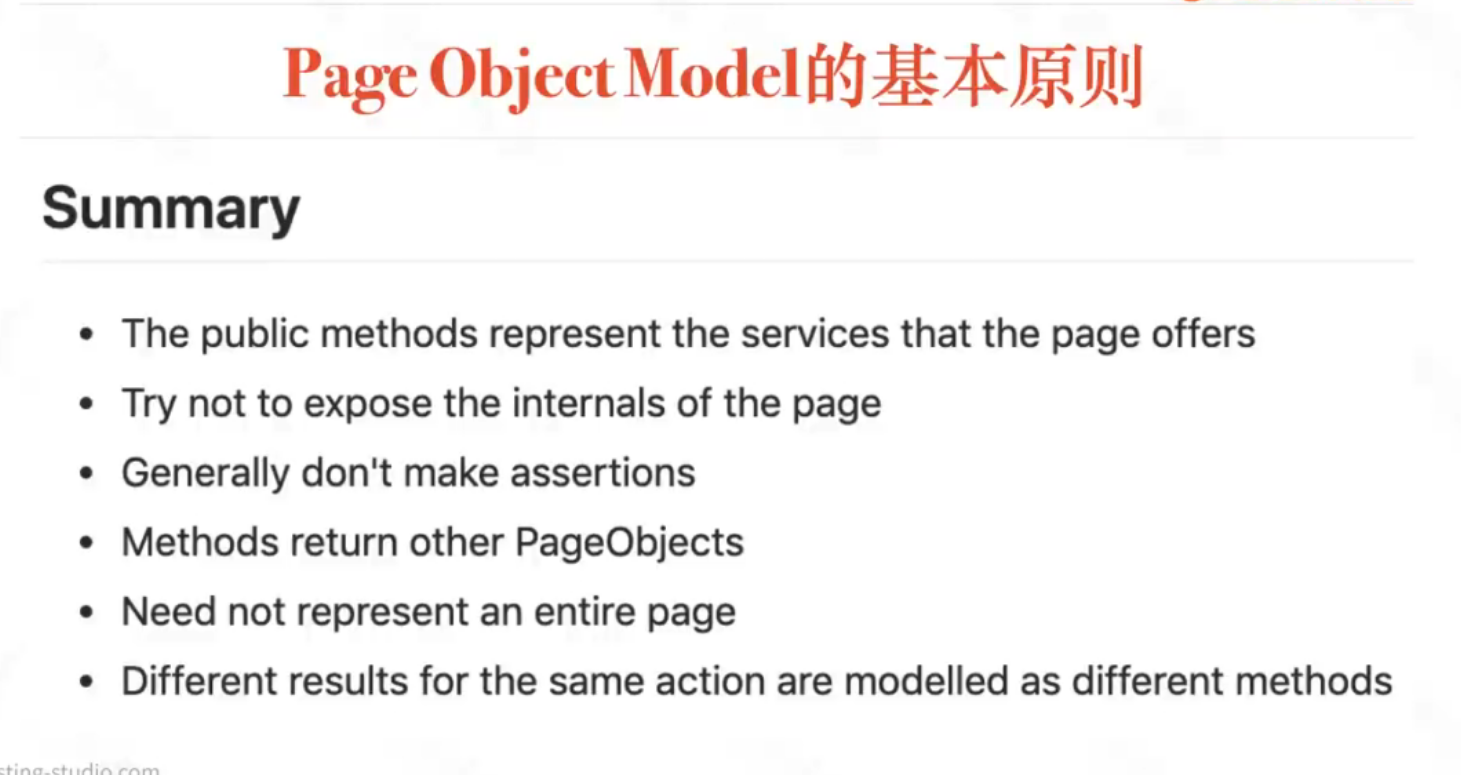 Page Object Model的基本原则
Summary
• The public methods represent the services that the page offers
• Try not to expose the internals of the page
• Generally don't make assertions
• Methods return other PageObjects
• Need not represent an entire page
• Different results for the same action are modelled as different methods
sting-studio.com